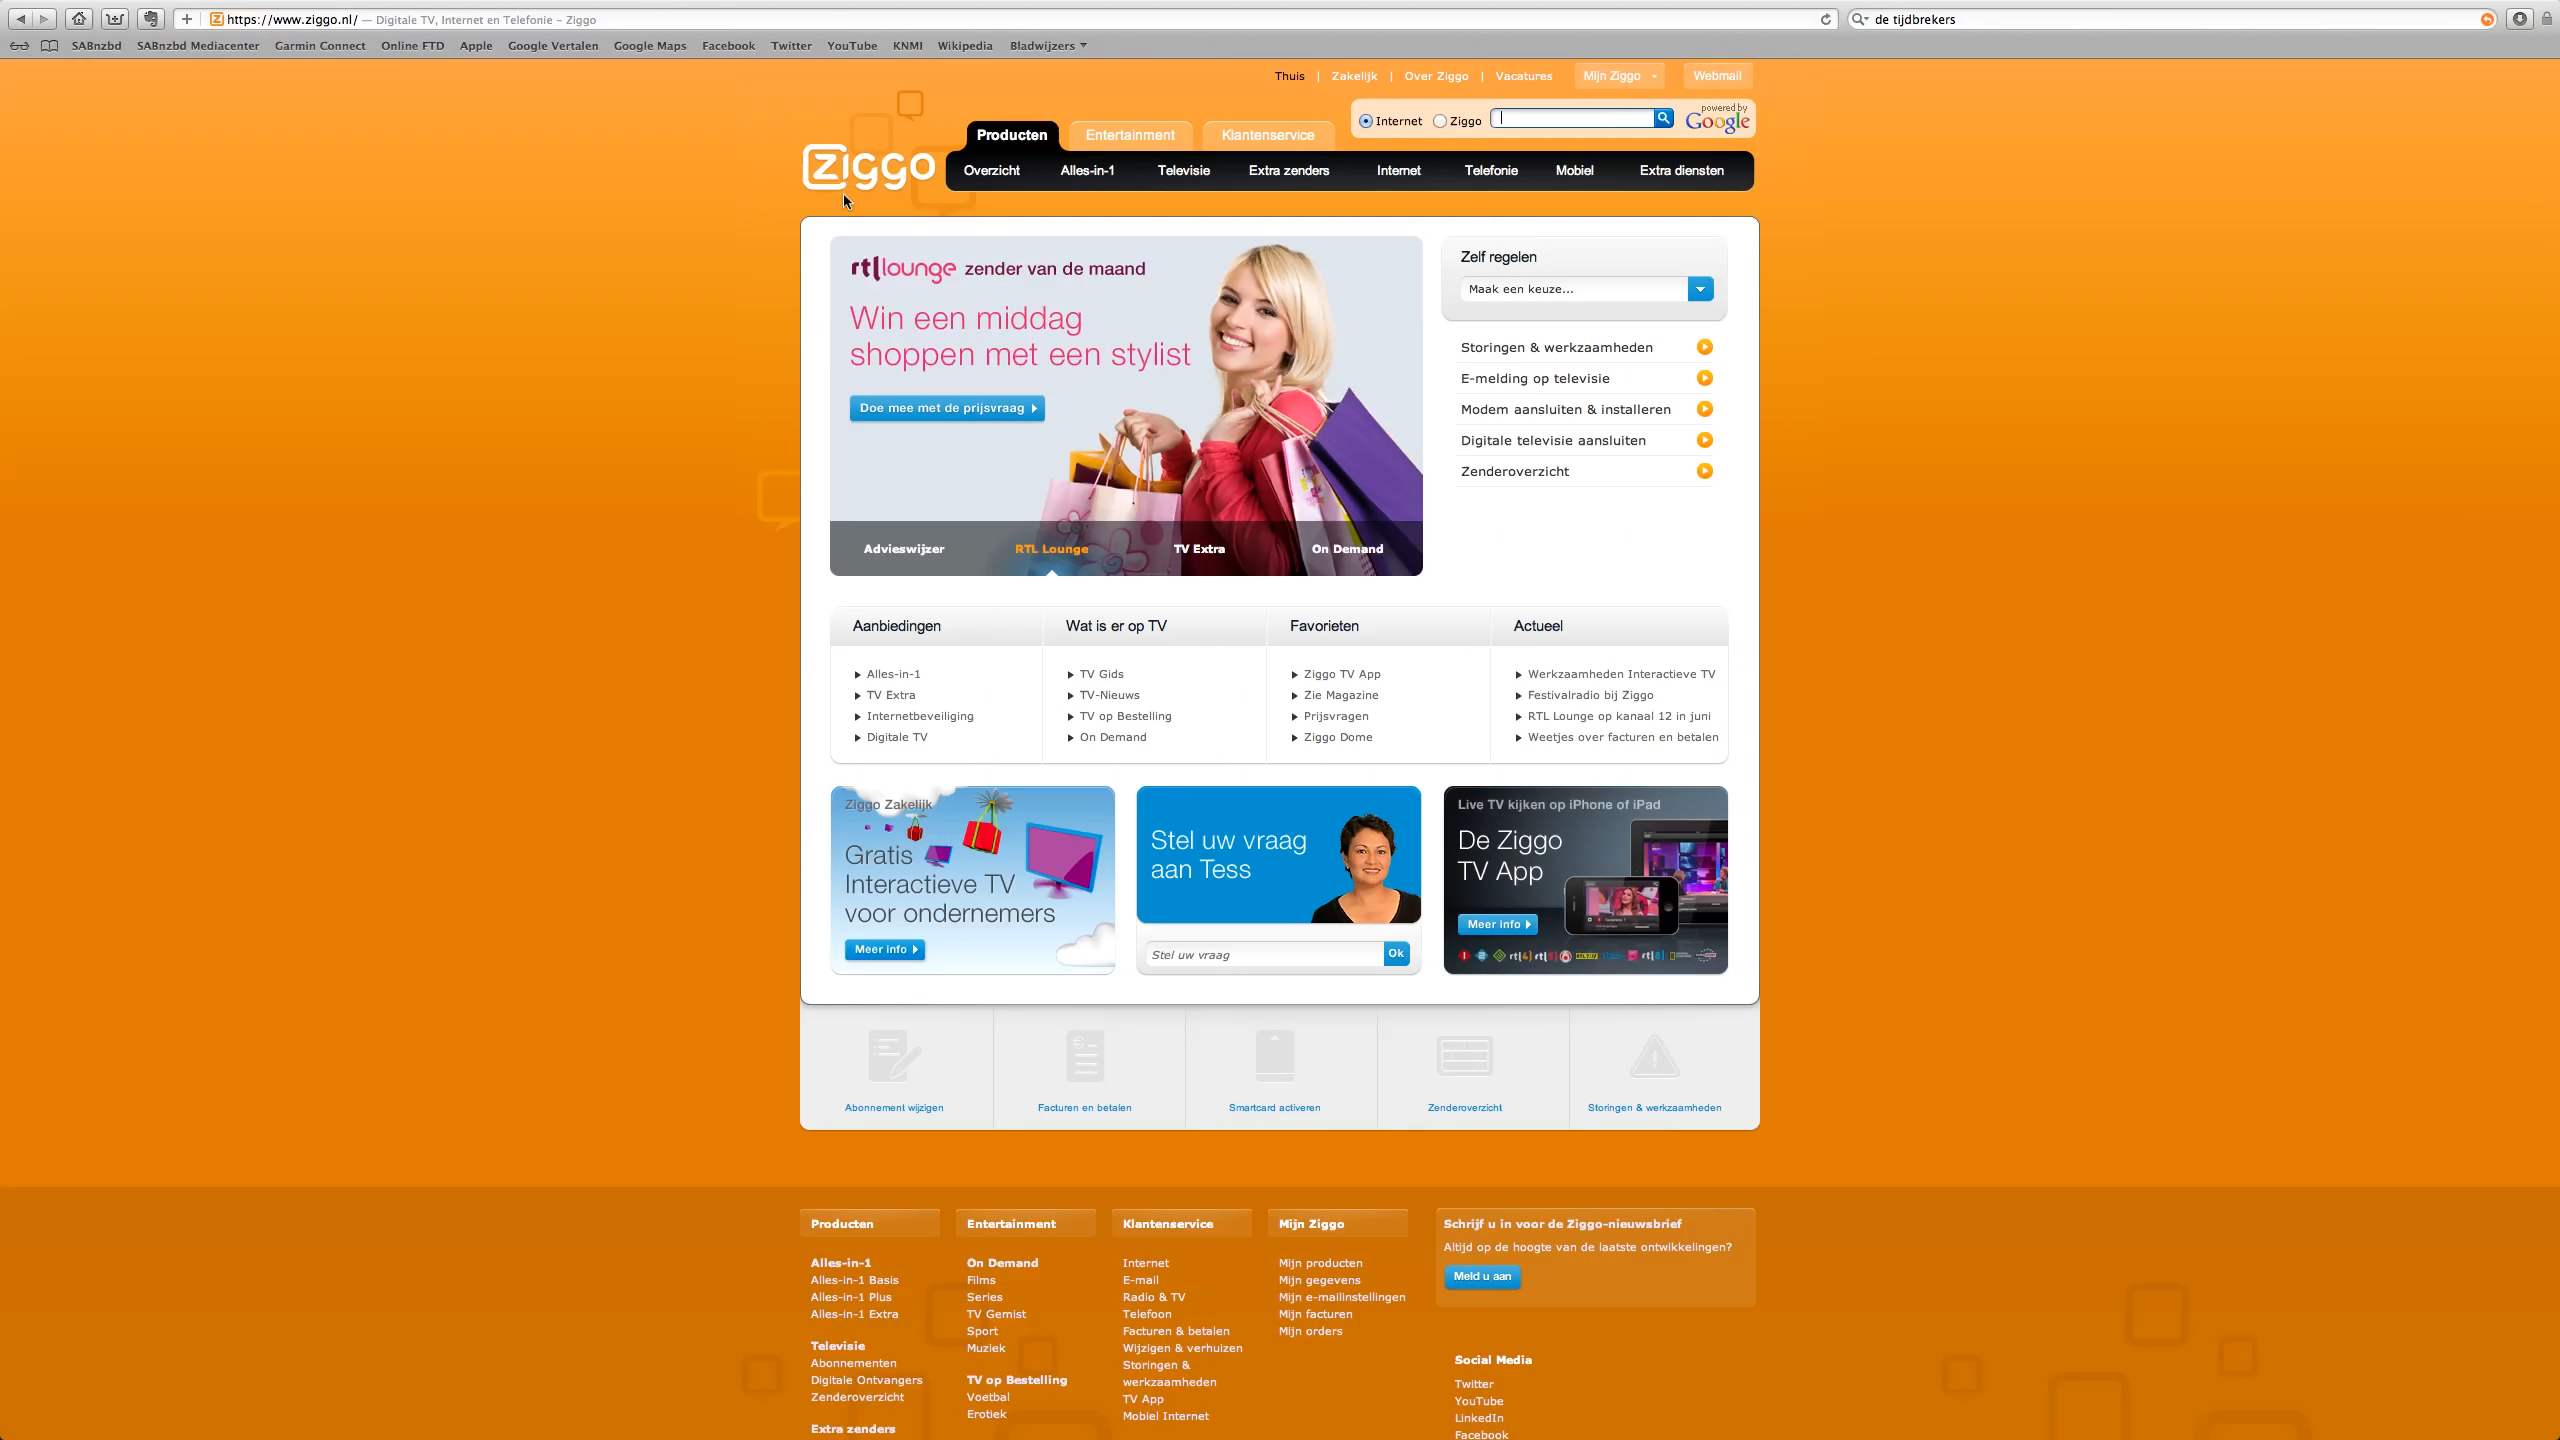 https://www.ziggo.nl/ — Digitale TV, Internet en Telefonie – Ziggo
de tijdbrekers
SABnzbd SABnzbd Mediacenter Garmin Connect Online FTD Apple Google Vertalen Google Maps Facebook Twitter YouTube KNMI Wikipedia Bladwijzers
Thuis | Zakelijk | Over Ziggo | Vacatures Mijn Ziggo Webmail
Internet Ziggo powered by Google
Producten Entertainment Klantenservice
ziggo
Overzicht Alles-in-1 Televisie Extra zenders Internet Telefonie Mobiel Extra diensten
rtl lounge zender van de maand
Win een middag
shoppen met een stylist
Doe mee met de prijsvraag
Advieswijzer RTL Lounge TV Extra On Demand
Zelf regelen
Maak een keuze...
Storingen & werkzaamheden
E-melding op televisie
Modem aansluiten & installeren
Digitale televisie aansluiten
Zenderoverzicht
Aanbiedingen
Alles-in-1
TV Extra
Internetbeveiliging
Digitale TV
Wat is er op TV
TV Gids
TV-Nieuws
TV op Bestelling
On Demand
Favorieten
Ziggo TV App
Zie Magazine
Prijsvragen
Ziggo Dome
Actueel
Werkzaamheden Interactieve TV
Festivalradio bij Ziggo
RTL Lounge op kanaal 12 in juni
Weetjes over facturen en betalen
Ziggo Zakelijk
Gratis
Interactieve TV
voor ondernemers
Meer info
Stel uw vraag
aan Tess
Stel uw vraag
Ok
Live TV kijken op iPhone of iPad
De Ziggo
TV App
Meer info
rtl 4 rtl rtl 8
Abonnement wijzigen
Facturen en betalen
Smartcard activeren
Zenderoverzicht
Storingen & werkzaamheden
Producten
Alles-in-1
Alles-in-1 Basis
Alles-in-1 Plus
Alles-in-1 Extra
Televisie
Abonnementen
Digitale Ontvangers
Zenderoverzicht
Extra zenders
Entertainment
On Demand
Films
Series
TV Gemist
Sport
Muziek
TV op Bestelling
Voetbal
Erotiek
Klantenservice
Internet
E-mail
Radio & TV
Telefoon
Facturen & betalen
Wijzigen & verhuizen
Storingen &
werkzaamheden
TV App
Mobiel Internet
Mijn Ziggo
Mijn producten
Mijn gegevens
Mijn e-mailinstellingen
Mijn facturen
Mijn orders
Schrijf u in voor de Ziggo-nieuwsbrief
Altijd op de hoogte van de laatste ontwikkelingen?
Meld u aan
Social Media
Twitter
YouTube
LinkedIn
Facebook